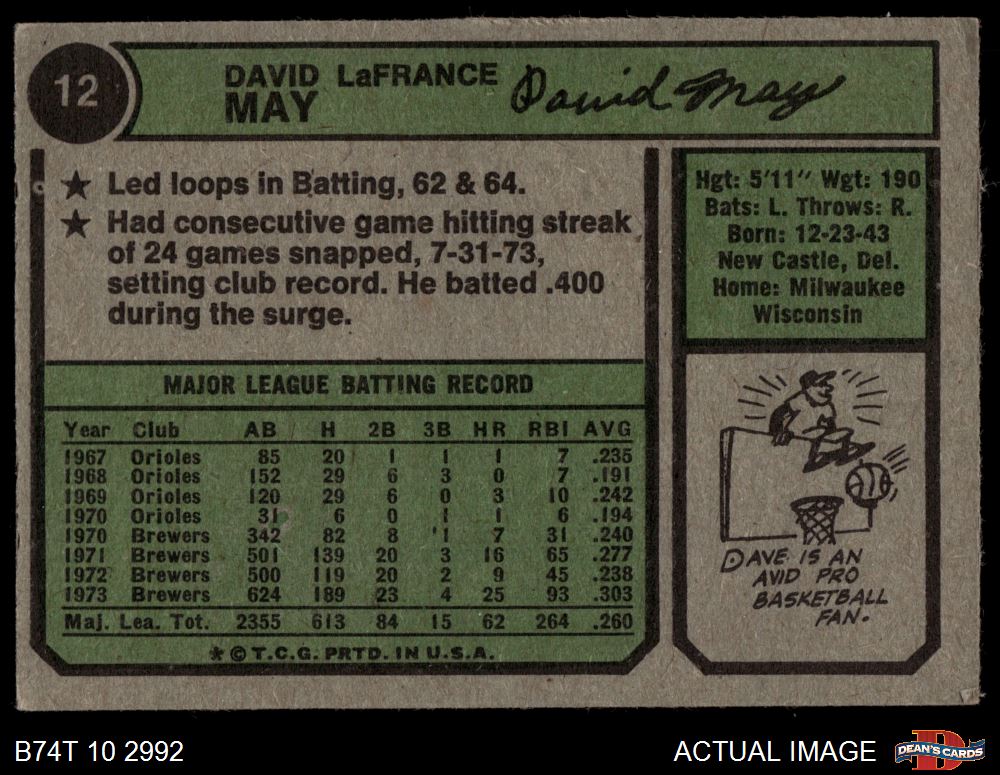 12
DAVID LaFRANCE
MAY
David May
★ Led loops in Batting, 62 & 64.
★ Had consecutive game hitting streak
of 24 games snapped, 7-31-73,
setting club record. He batted .400
during the surge.
Hgt: 5'11" Wgt: 190
Bats: L. Throws: R.
Born: 12-23-43
New Castle, Del.
Home: Milwaukee
Wisconsin
MAJOR LEAGUE BATTING RECORD
Year Club AB H 2B 3B HR RBI AVG
1967 Orioles 85 20 1 1 1 7 .235
1968 Orioles 152 29 6 3 0 7 .191
1969 Orioles 120 29 6 0 3 10 .242
1970 Orioles 31 6 0 1 1 6 .194
1970 Brewers 342 82 8 1 7 31 .240
1971 Brewers 501 139 20 3 16 65 .277
1972 Brewers 500 119 20 2 9 45 .238
1973 Brewers 624 189 23 4 25 93 .303
Maj. Lea. Tot. 2355 613 84 15 62 264 .260
★ © T.C.G. PRTD. IN U.S.A.
DAVE IS AN
AVID PRO
BASKETBALL
FAN.
B74T 10 2992
ACTUAL IMAGE
D
DEAN'S CARDS